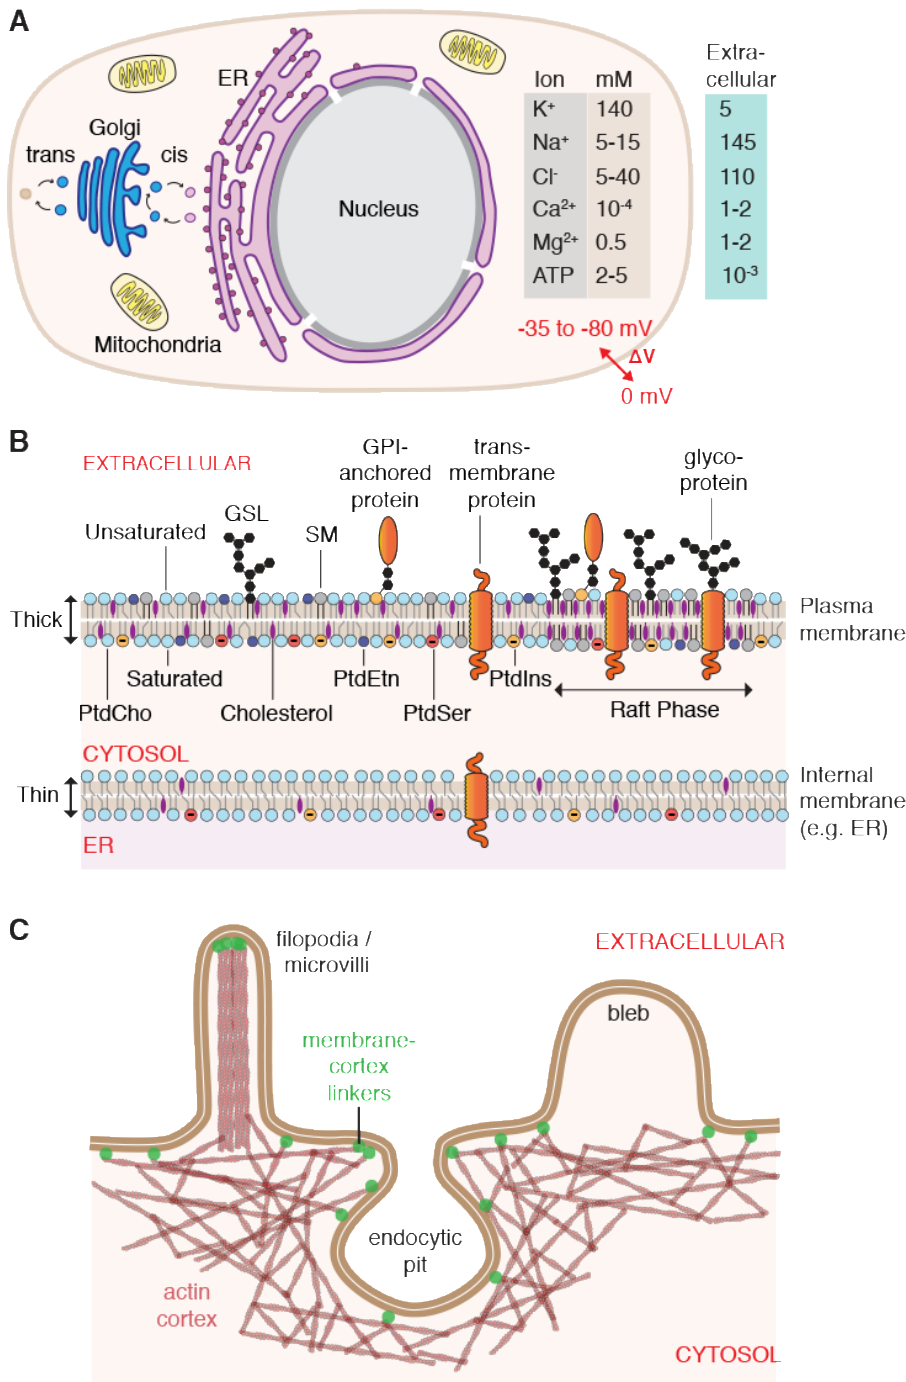 A
ER
Golgi
trans
cis
Nucleus
Mitochondria
Extra-
cellular
Ion mM
K+ 140 5
Na+ 5-15 145
Cl- 5-40 110
Ca2+ 10-4 1-2
Mg2+ 0.5 1-2
ATP 2-5 10-3
-35 to -80 mV
ΔV
0 mV
B
EXTRACELLULAR
Unsaturated
GSL
SM
GPI-
anchored
protein
trans-
membrane
protein
glyco-
protein
Thick
Plasma
membrane
Saturated
PtdEtn
PtdIns
PtdCho
Cholesterol
PtdSer
Raft Phase
CYTOSOL
Thin
Internal
membrane
(e.g. ER)
ER
C
filopodia /
microvilli
EXTRACELLULAR
bleb
membrane-
cortex
linkers
endocytic
pit
actin
cortex
CYTOSOL